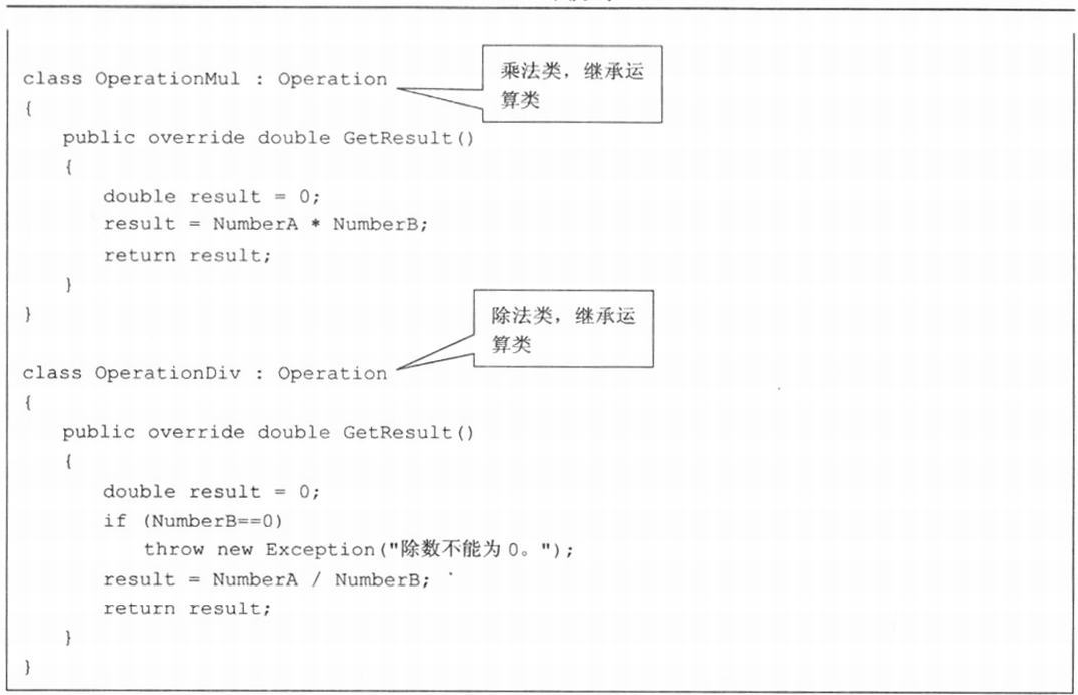 class OperationMul : Operation
乘法类，继承运
算类
{
public override double GetResult()
{
double result = 0;
result = NumberA * NumberB;
return result;
}
}
除法类，继承运
算类
class OperationDiv : Operation
{
public override double GetResult()
{
double result = 0;
if (NumberB==0)
throw new Exception("除数不能为 0。");
result = NumberA / NumberB;
return result;
}
}